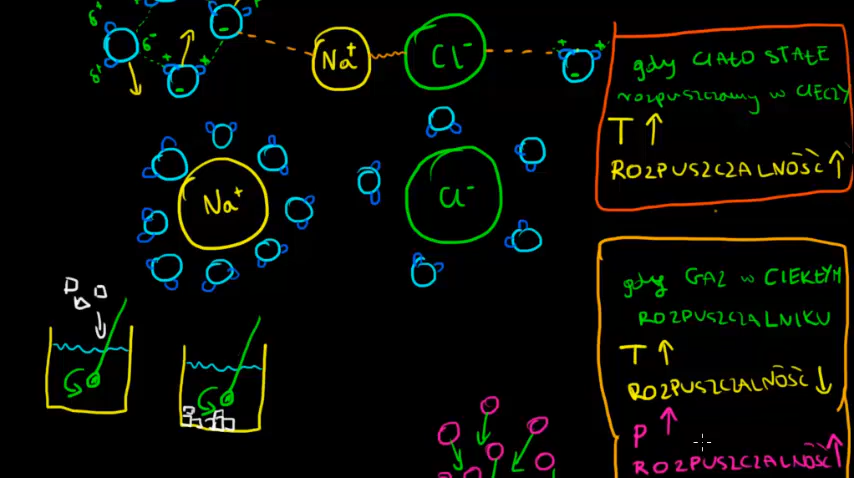 δ+
δ-
δ+
+
+
+
+
-
-
-
Na+
Cl-
Na+
Cl-
gdy CIAŁO STAŁE
rozpuszczamy w CIECZY
T ↑
ROZPUSZCZALNOŚĆ ↑
gdy GAZ w CIEKŁYM
ROZPUSZCZALNIKU
T ↑
ROZPUSZCZALNOŚĆ ↓
P ↑
ROZPUSZCZALNOŚĆ ↑